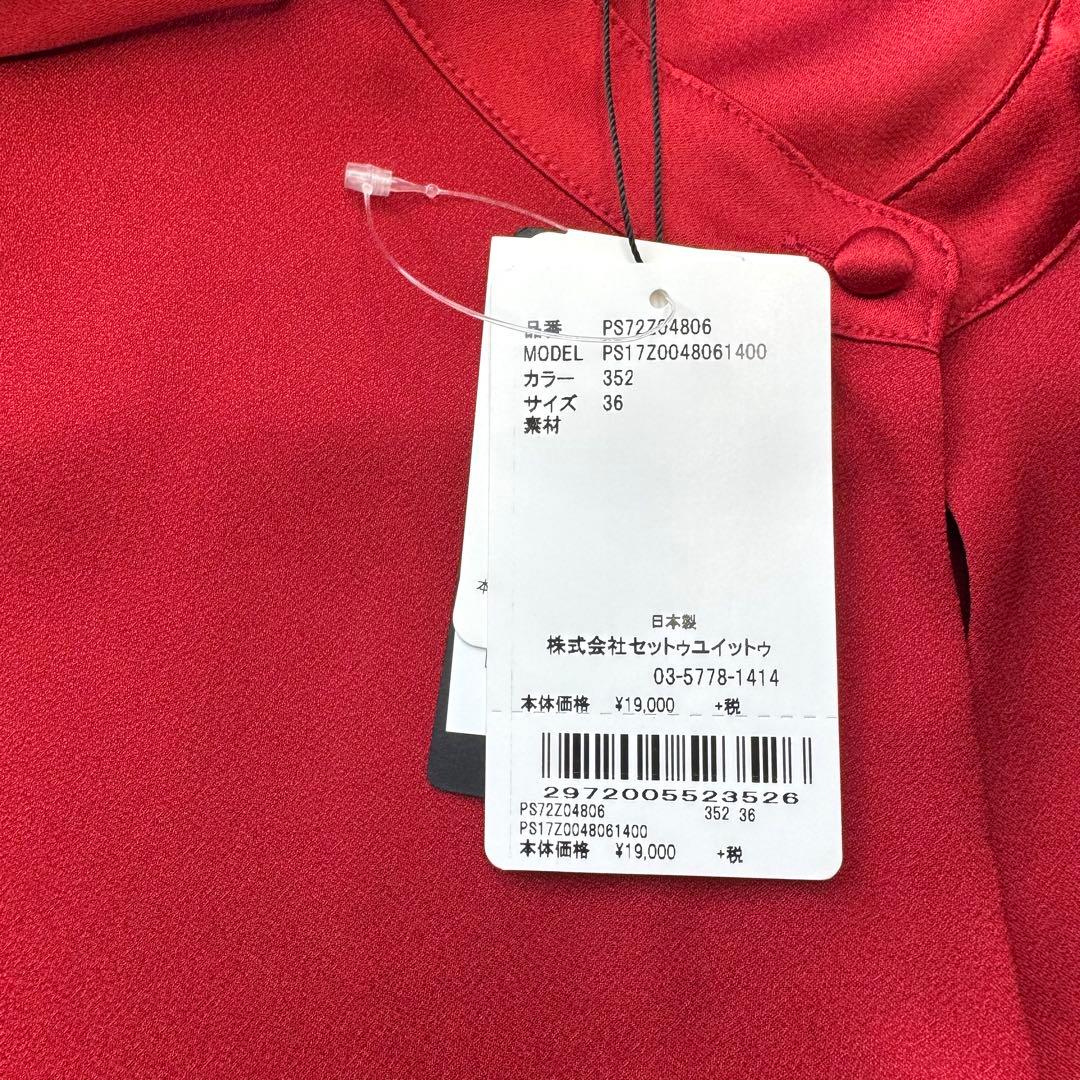 品番 PS72Z04806
MODEL PS17Z0048061400
カラー 352
サイズ 36
素材
本
日本製
株式会社セットゥユイットゥ
03-5778-1414
本体価格 ¥19,000 +税
2972005523526
PS72Z04806 352 36
PS17Z0048061400
本体価格 ¥19,000 +税